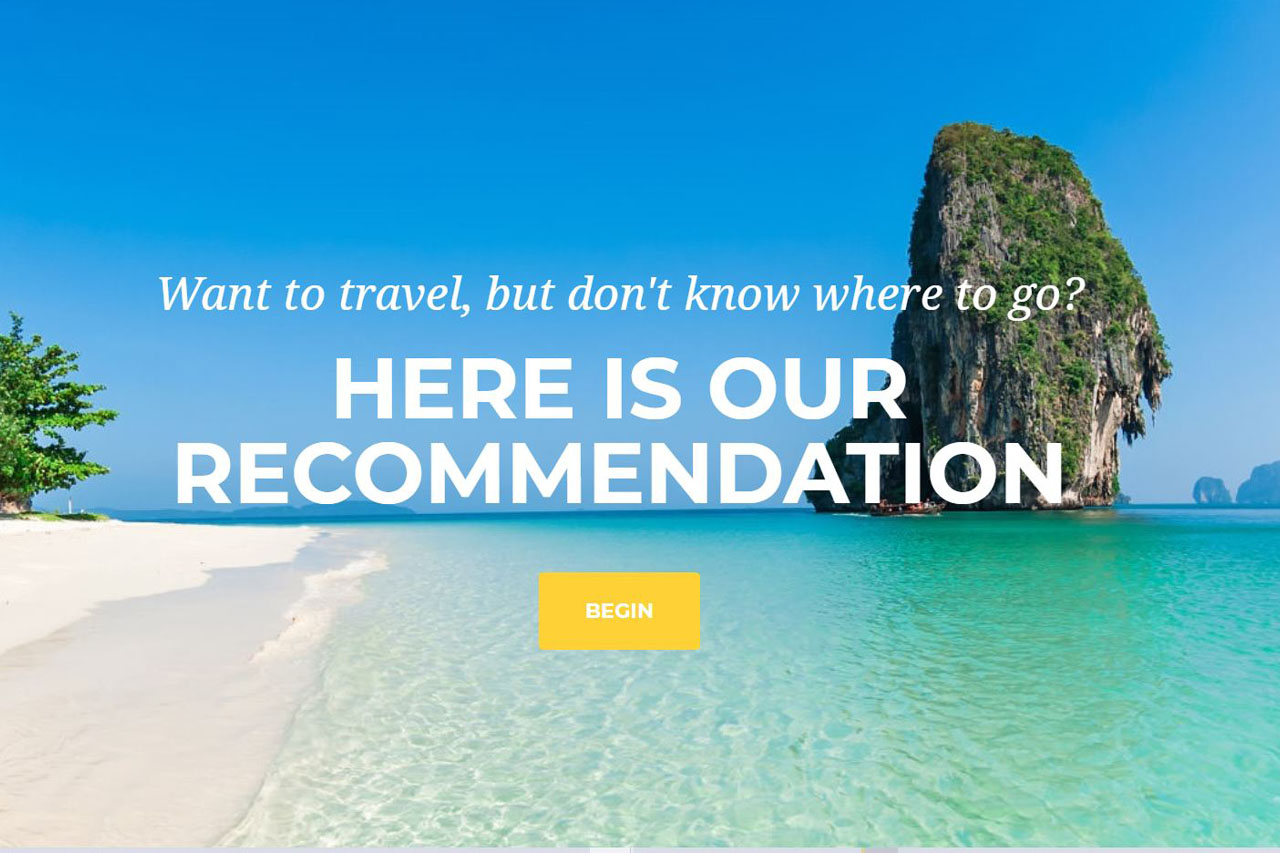 Want to travel, but don't know where to go?
HERE IS OUR
RECOMMENDATION
BEGIN